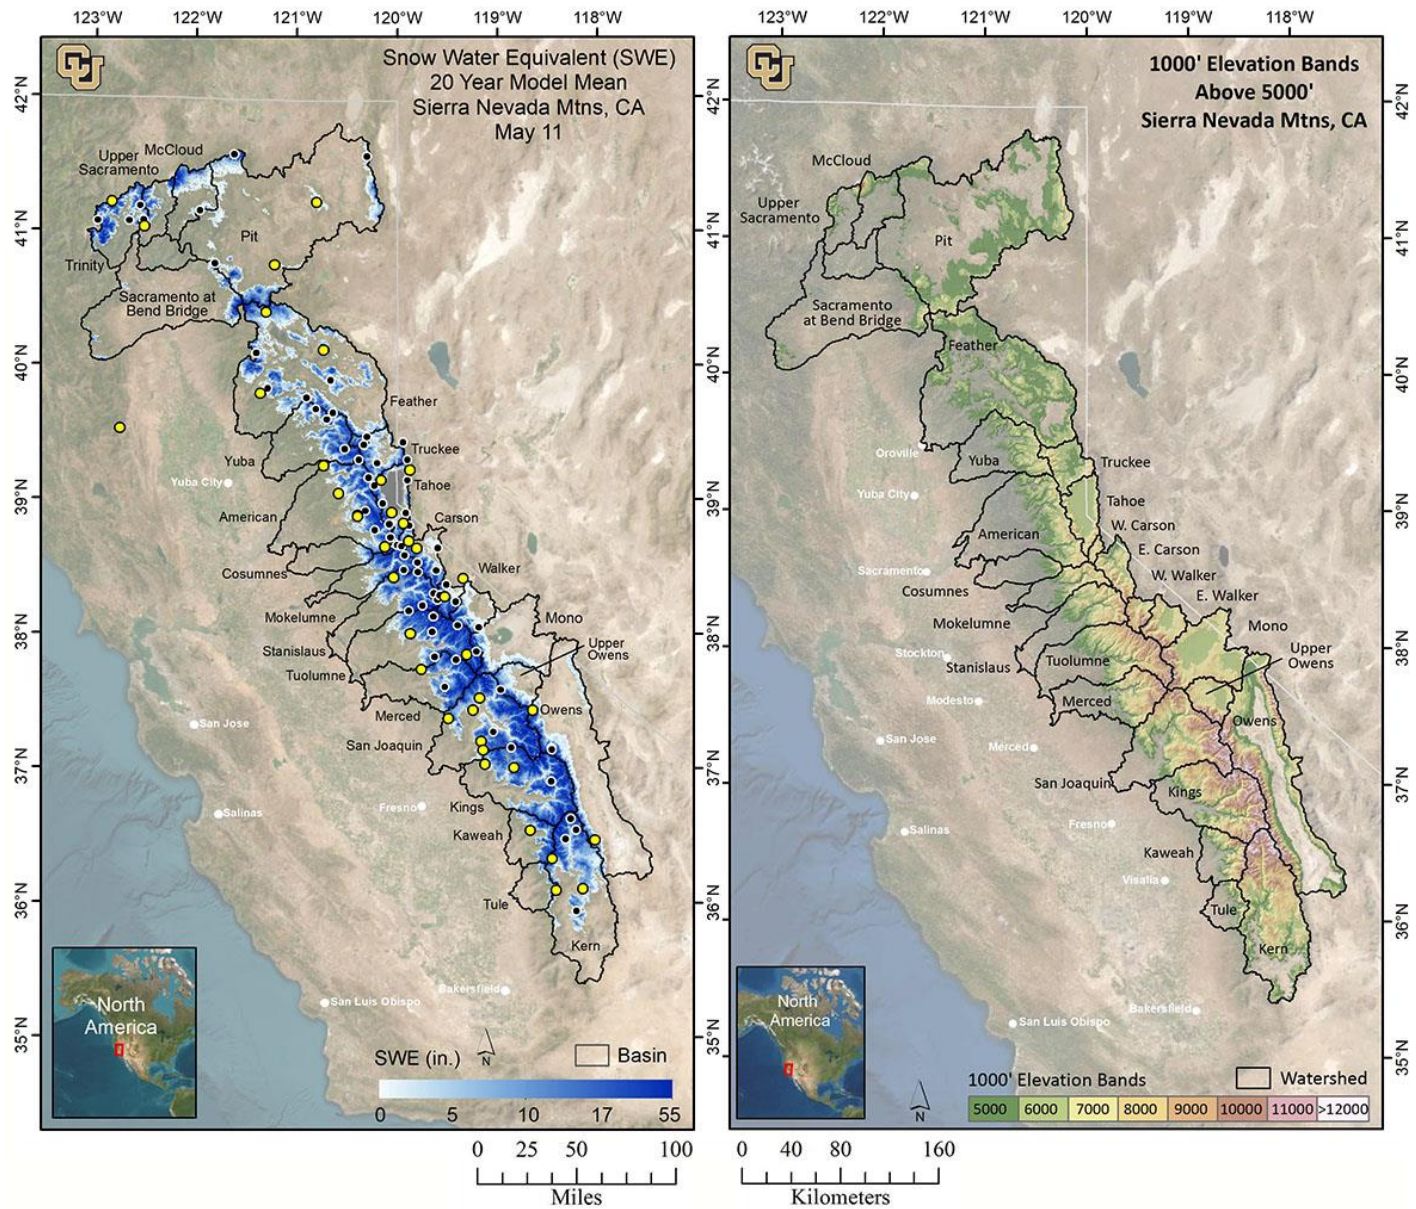 123°W 122°W 121°W 120°W 119°W 118°W
CU
Snow Water Equivalent (SWE)
20 Year Model Mean
Sierra Nevada Mtns, CA
May 11
42°N
41°N
40°N
39°N
38°N
37°N
36°N
35°N
McCloud
Upper
Sacramento
Pit
Trinity
Sacramento at
Bend Bridge
Feather
Truckee
Yuba
Yuba City
Tahoe
American
Carson
Cosumnes
Walker
Mokelumne
Mono
Stanislaus
Upper
Owens
Tuolumne
Merced
Owens
San Jose
San Joaquin
Kings
Fresno
Salinas
Kaweah
Tule
Kern
Bakersfield
San Luis Obispo
North
America
N
SWE (in.)
Basin
0 5 10 17 55
0 25 50 100
Miles
123°W 122°W 121°W 120°W 119°W 118°W
CU
1000' Elevation Bands
Above 5000'
Sierra Nevada Mtns, CA
42°N
41°N
40°N
39°N
38°N
37°N
36°N
35°N
McCloud
Upper
Sacramento
Pit
Sacramento
at Bend Bridge
Feather
Oroville
Yuba
Truckee
Yuba City
Tahoe
W. Carson
American
E. Carson
Sacramento
W. Walker
Cosumnes
E. Walker
Mokelumne
Mono
Stockton
Upper
Owens
Stanislaus
Tuolumne
Modesto
Merced
Owens
San Jose
Merced
San Joaquin
Kings
Fresno
Salinas
Kaweah
Visalia
Tule
Kern
Bakersfield
San Luis Obispo
North
America
N
1000' Elevation Bands
Watershed
5000 6000 7000 8000 9000 10000 11000 >12000
0 40 80 160
Kilometers